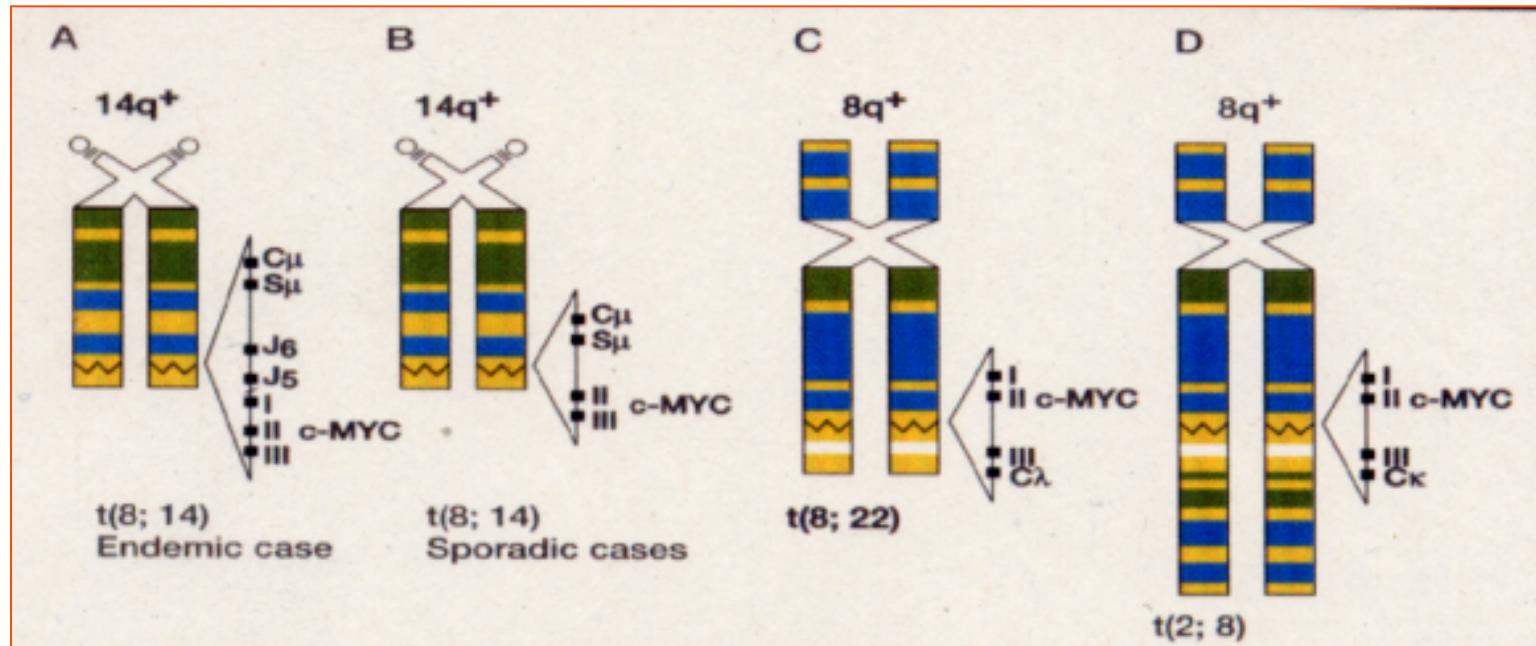 A
14q+
Cμ
Sμ
J6
J5
I
II c-MYC
III
t(8; 14)
Endemic case
B
14q+
Cμ
Sμ
II
III c-MYC
t(8; 14)
Sporadic cases
C
8q+
I
II c-MYC
III
Cλ
t(8; 22)
D
8q+
I
II c-MYC
III
Cκ
t(2; 8)